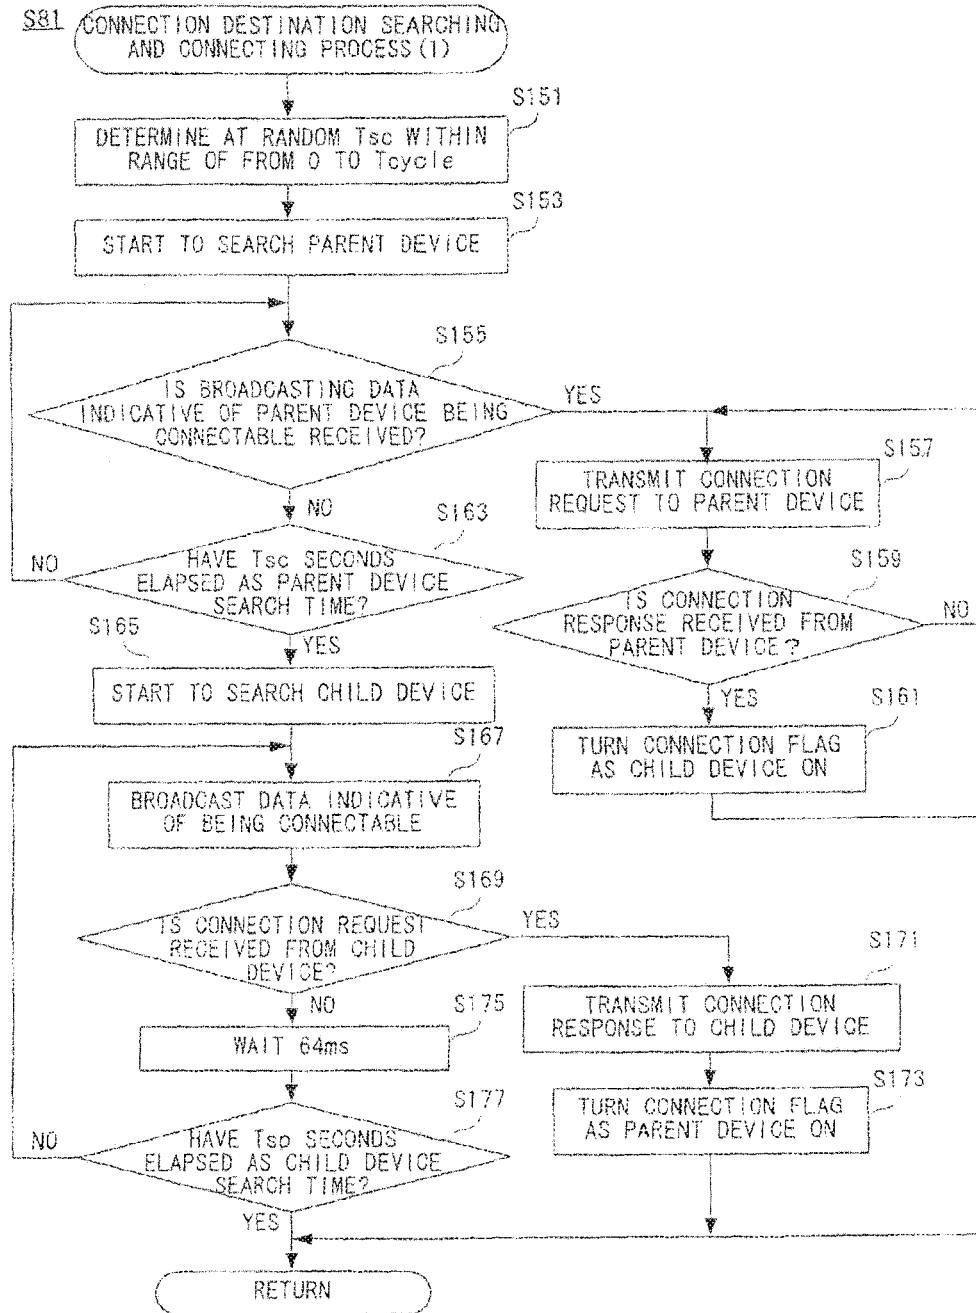 S81
CONNECTION DESTINATION SEARCHING
AND CONNECTING PROCESS(1)
S151
DETERMINE AT RANDOM Tsc WITHIN
RANGE OF FROM 0 TO Tcycle
S153
START TO SEARCH PARENT DEVICE
S155
IS BROADCASTING DATA
INDICATIVE OF PARENT DEVICE BEING
CONNECTABLE RECEIVED?
YES
NO
S157
TRANSMIT CONNECTION
REQUEST TO PARENT DEVICE
S163
NO
HAVE Tsc SECONDS
ELAPSED AS PARENT DEVICE
SEARCH TIME?
YES
S159
IS CONNECTION
RESPONSE RECEIVED FROM
PARENT DEVICE?
NO
YES
S165
START TO SEARCH CHILD DEVICE
S161
TURN CONNECTION FLAG
AS CHILD DEVICE ON
S167
BROADCAST DATA INDICATIVE
OF BEING CONNECTABLE
S169
IS CONNECTION REQUEST
RECEIVED FROM CHILD
DEVICE?
YES
NO
S171
TRANSMIT CONNECTION
RESPONSE TO CHILD DEVICE
S175
WAIT 64ms
S173
TURN CONNECTION FLAG
AS PARENT DEVICE ON
S177
NO
HAVE Tsp SECONDS
ELAPSED AS CHILD DEVICE
SEARCH TIME?
YES
RETURN